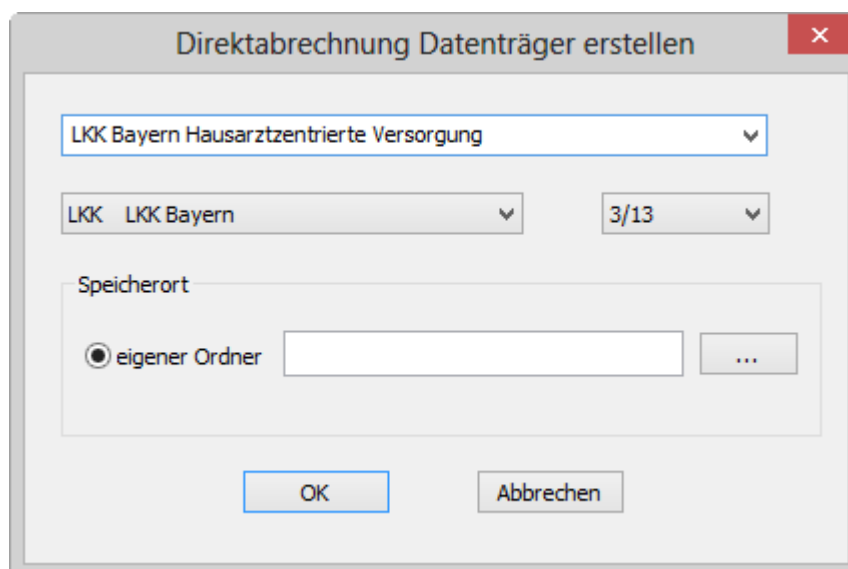 Direktabrechnung Datenträger erstellen
LKK Bayern Hausarztzentrierte Versorgung
LKK LKK Bayern 3/13
Speicherort
eigener Ordner ...
OK Abbrechen